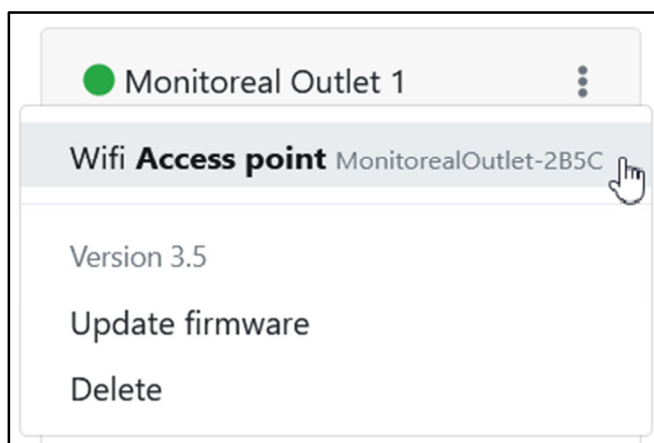 Monitoreal Outlet 1
Wifi Access point MonitorealOutlet-2B5C
Version 3.5
Update firmware
Delete